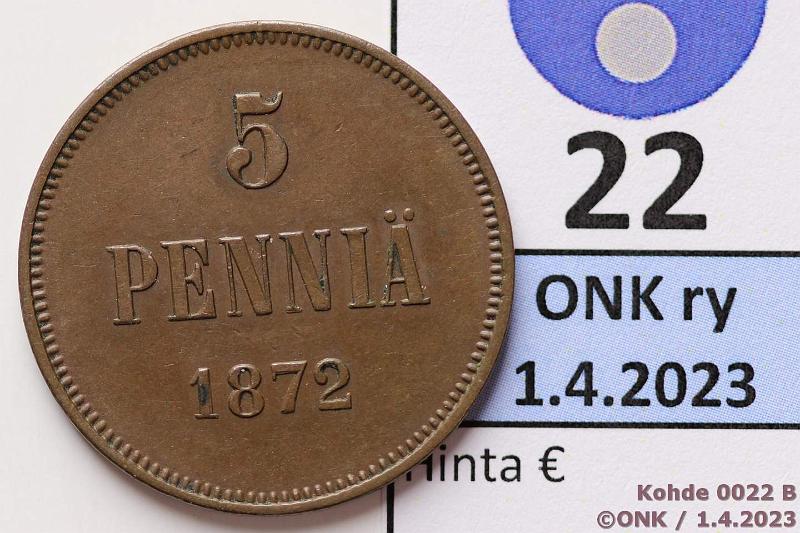 5
PENNIÄ
1872
22
ONK ry
1.4.2023
Hinta €
Kohde 0022 B
©ONK / 1.4.2023